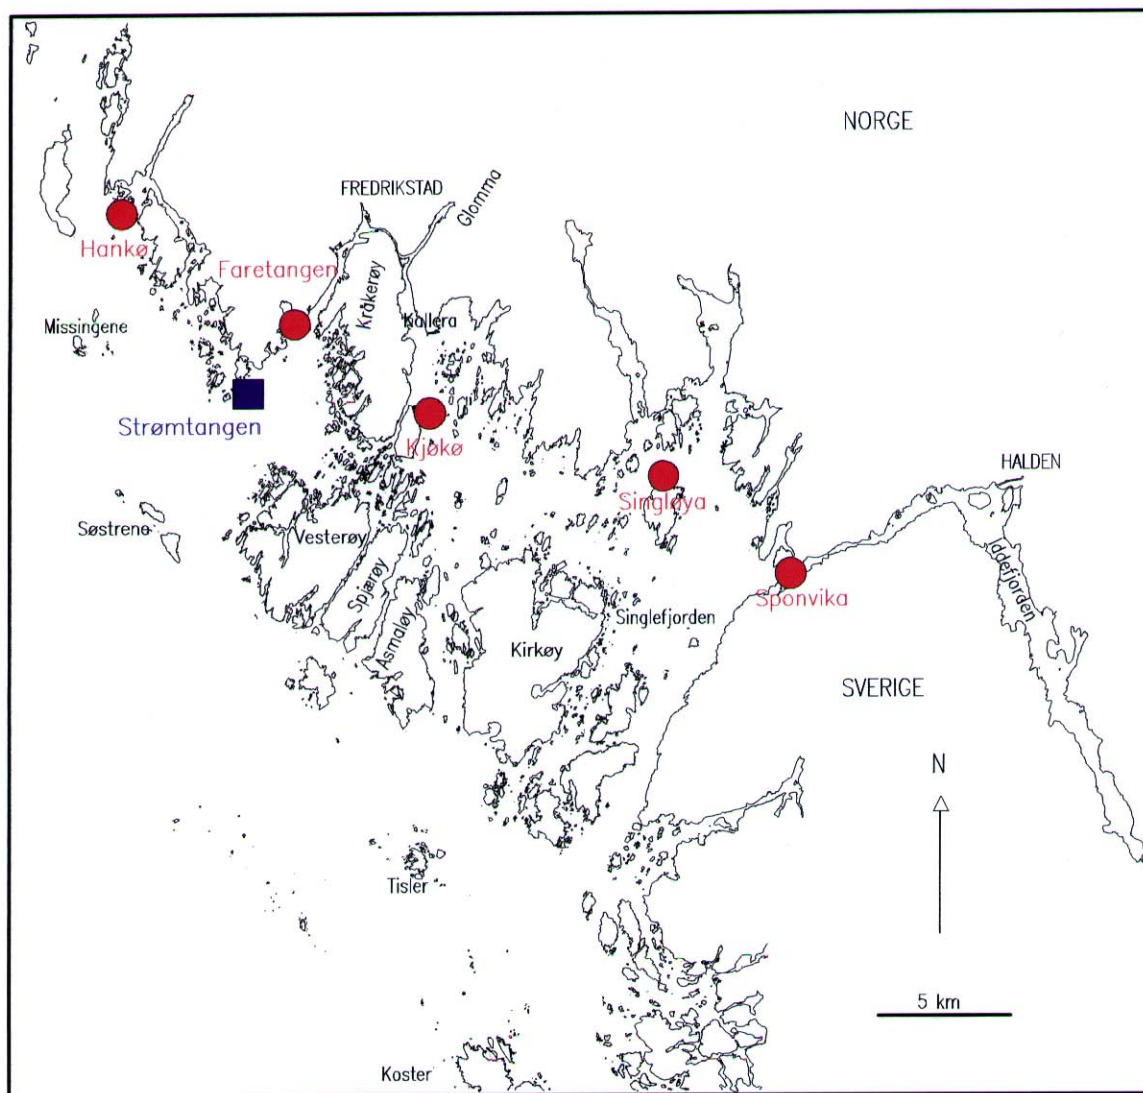 NORGE
FREDRIKSTAD
Glomma
Hankø
Faretangen
Kråkerøy
Kallera
Missingene
Strømtangen
Kjøkø
HALDEN
Singløya
Søstrene
Vesterøy
Iddefjorden
Spjærøy
Sponvika
Singlefjorden
Asmaløy
Kirkøy
SVERIGE
N
Tisler
5 km
Koster